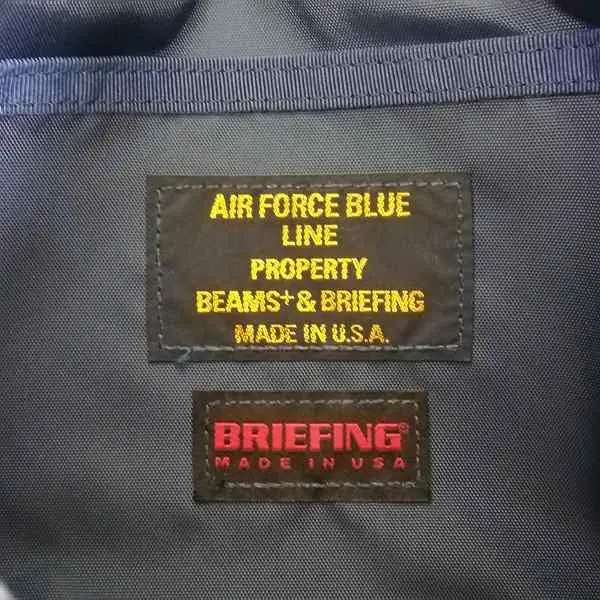 AIR FORCE BLUE
LINE
PROPERTY
BEAMS+ & BRIEFING
MADE IN U.S.A.
BRIEFING®
MADE IN USA